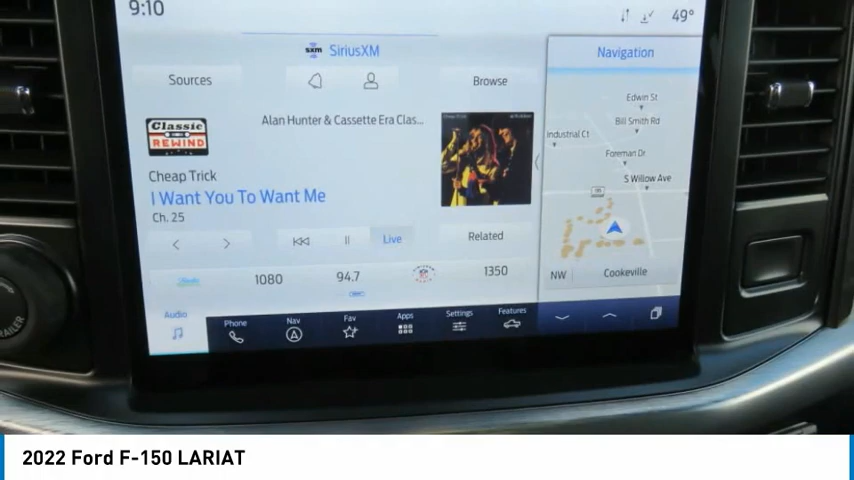 9:10
49°
SiriusXM
Navigation
Sources
Browse
Classic
REWIND
Alan Hunter & Cassette Era Clas...
Cheap Trick
I Want You To Want Me
Ch. 25
Live
Related
1080
94.7
1350
Edwin St
Bill Smith Rd
Industrial Ct
Foreman Dr
S Willow Ave
NW
Cookeville
Audio
Phone
Nav
Fav
Apps
Settings
Features
TRAILER
2022 Ford F-150 LARIAT